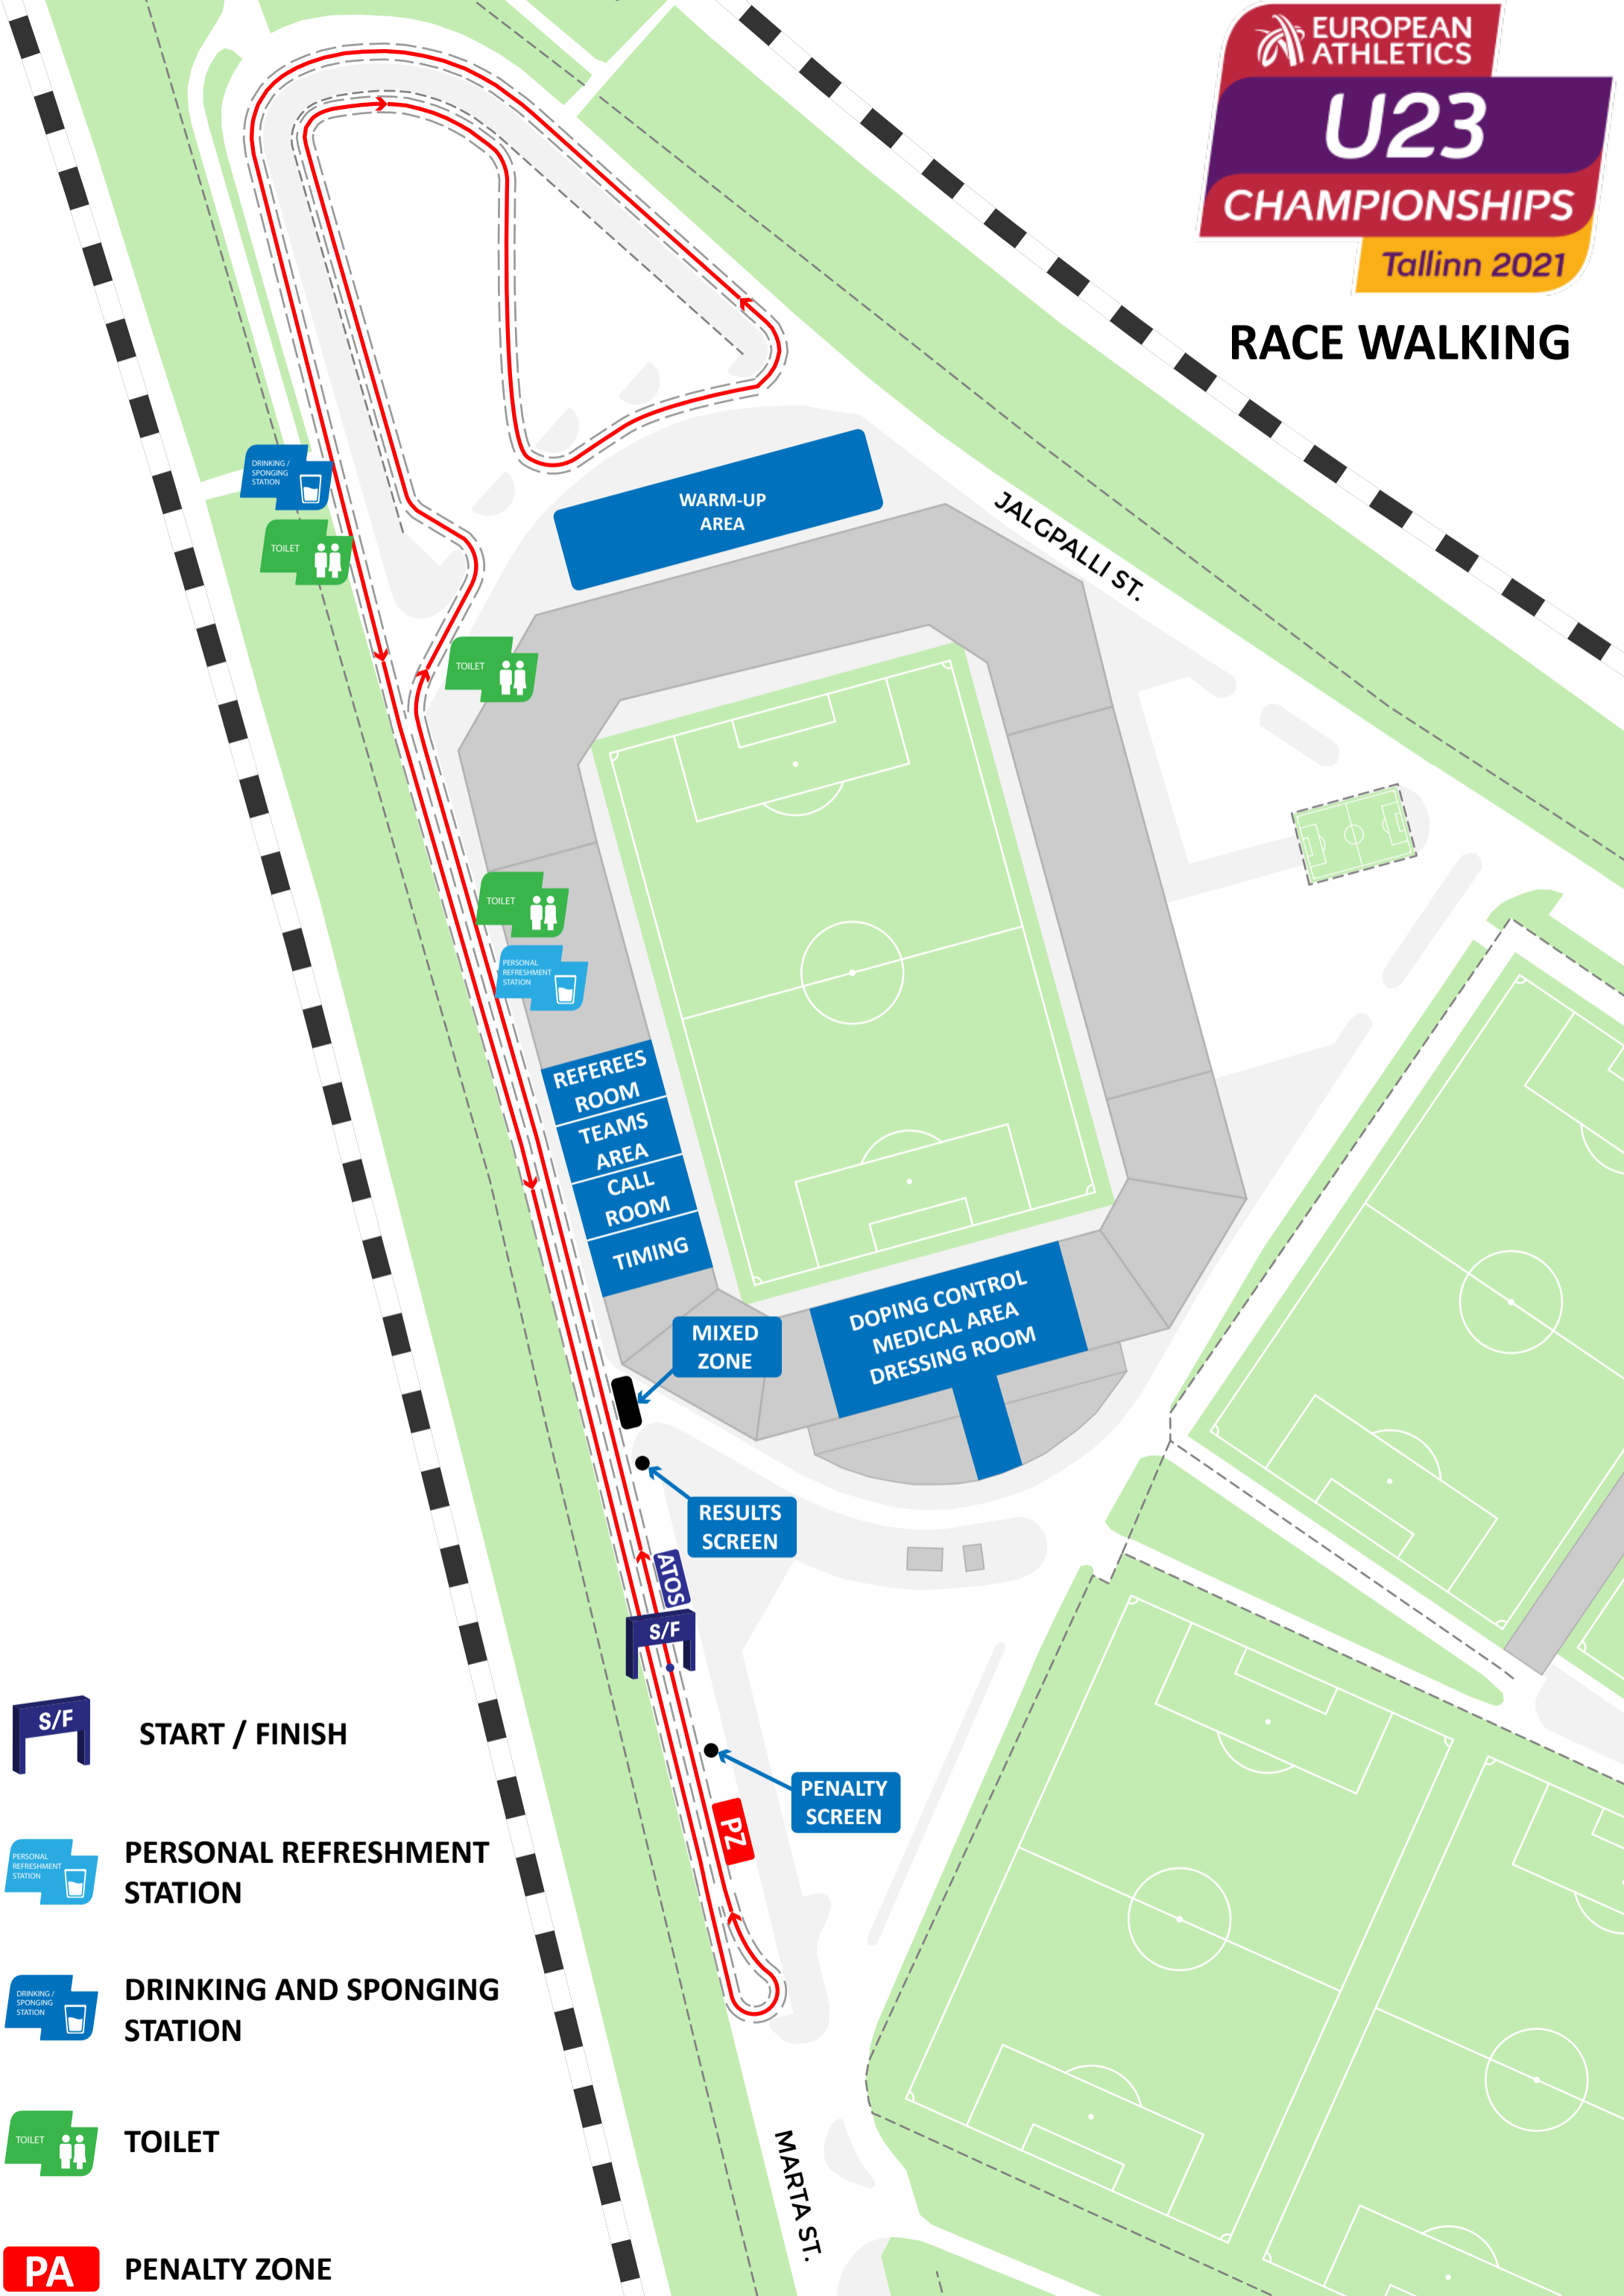 EUROPEAN
ATHLETICS
U23
CHAMPIONSHIPS
Tallinn 2021
RACE WALKING
DRINKING /
SPONGING
STATION
TOILET
WARM-UP
AREA
JALGPALLI ST.
TOILET
TOILET
PERSONAL
REFRESHMENT
STATION
REFEREES
ROOM
TEAMS
AREA
CALL
ROOM
TIMING
DOPING CONTROL
MEDICAL AREA
DRESSING ROOM
MIXED
ZONE
RESULTS
SCREEN
ATOS
S/F
PENALTY
SCREEN
PZ
MARTA ST.
S/F
START / FINISH
PERSONAL
REFRESHMENT
STATION
PERSONAL REFRESHMENT
STATION
DRINKING /
SPONGING
STATION
DRINKING AND SPONGING
STATION
TOILET
TOILET
PA
PENALTY ZONE